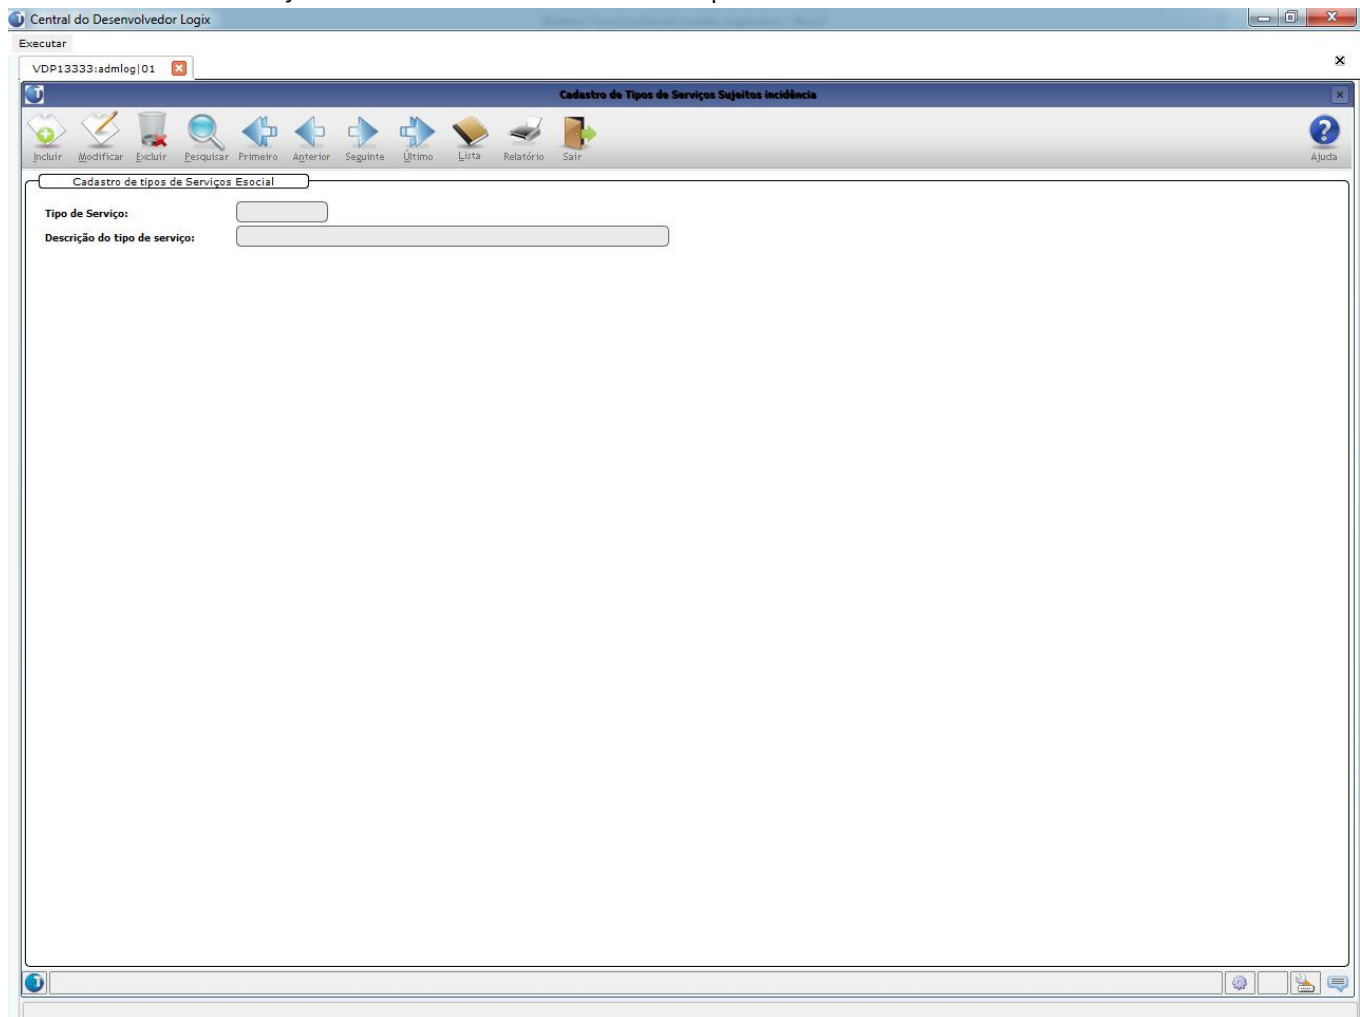 Central do Desenvolvedor Logix
Executar
VDP13333:admlog|01
Cadastro de Tipos de Serviços Sujeitos incidência
Incluir Modificar Excluir Pesquisar Primeiro Anterior Seguinte Último Lista Relatório Sair Ajuda
Cadastro de tipos de Serviços Esocial
Tipo de Serviço:
Descrição do tipo de serviço: